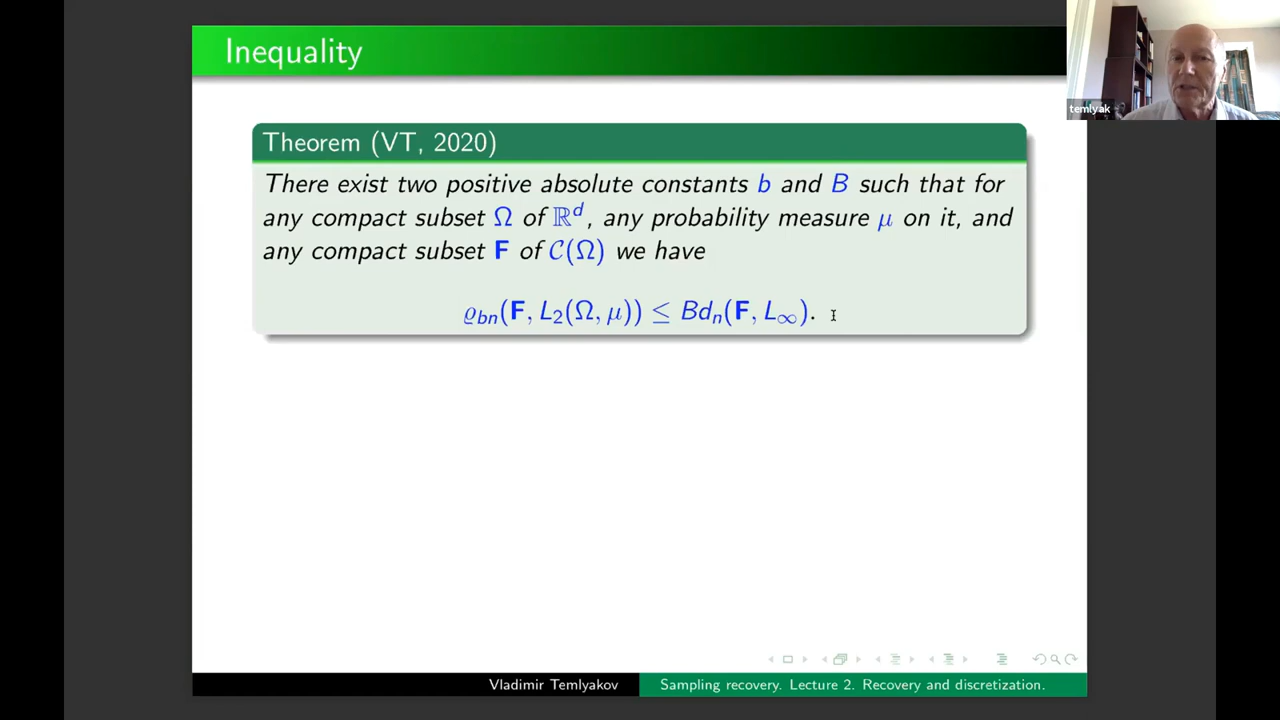 Inequality
temlyak
Theorem (VT, 2020)
There exist two positive absolute constants b and B such that for
any compact subset Ω of ℝ^d, any probability measure μ on it, and
any compact subset F of 𝒞(Ω) we have
ϱ_{bn}(F, L_2(Ω, μ)) ≤ Bd_n(F, L_∞).
Vladimir Temlyakov
Sampling recovery. Lecture 2. Recovery and discretization.